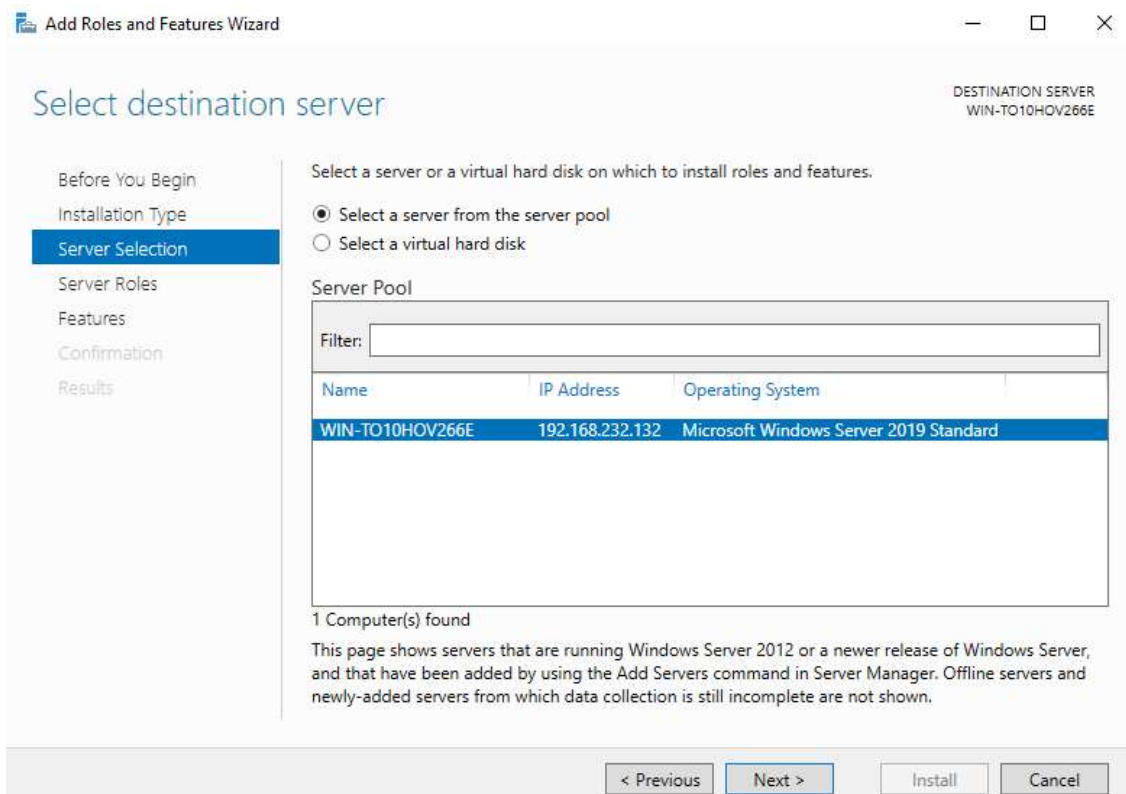 Add Roles and Features Wizard
Select destination server
DESTINATION SERVER
WIN-TO10HOV266E
Before You Begin
Installation Type
Server Selection
Server Roles
Features
Confirmation
Results
Select a server or a virtual hard disk on which to install roles and features.
Select a server from the server pool
Select a virtual hard disk
Server Pool
Filter:
Name IP Address Operating System
WIN-TO10HOV266E 192.168.232.132 Microsoft Windows Server 2019 Standard
1 Computer(s) found
This page shows servers that are running Windows Server 2012 or a newer release of Windows Server,
and that have been added by using the Add Servers command in Server Manager. Offline servers and
newly-added servers from which data collection is still incomplete are not shown.
< Previous Next > Install Cancel